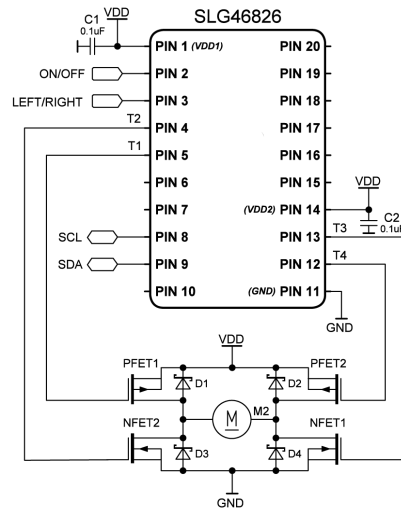 SLG46826
C1
0.1uF
VDD
PIN 1 (VDD1)
PIN 20
ON/OFF
PIN 2
PIN 19
LEFT/RIGHT
PIN 3
PIN 18
T2
PIN 4
PIN 17
T1
PIN 5
PIN 16
PIN 6
PIN 15
VDD
PIN 7
(VDD2) PIN 14
C2
0.1uF
SCL
PIN 8
PIN 13
T3
SDA
PIN 9
PIN 12
T4
PIN 10
(GND) PIN 11
GND
VDD
PFET1
PFET2
D1
D2
M
M2
NFET2
NFET1
D3
D4
GND